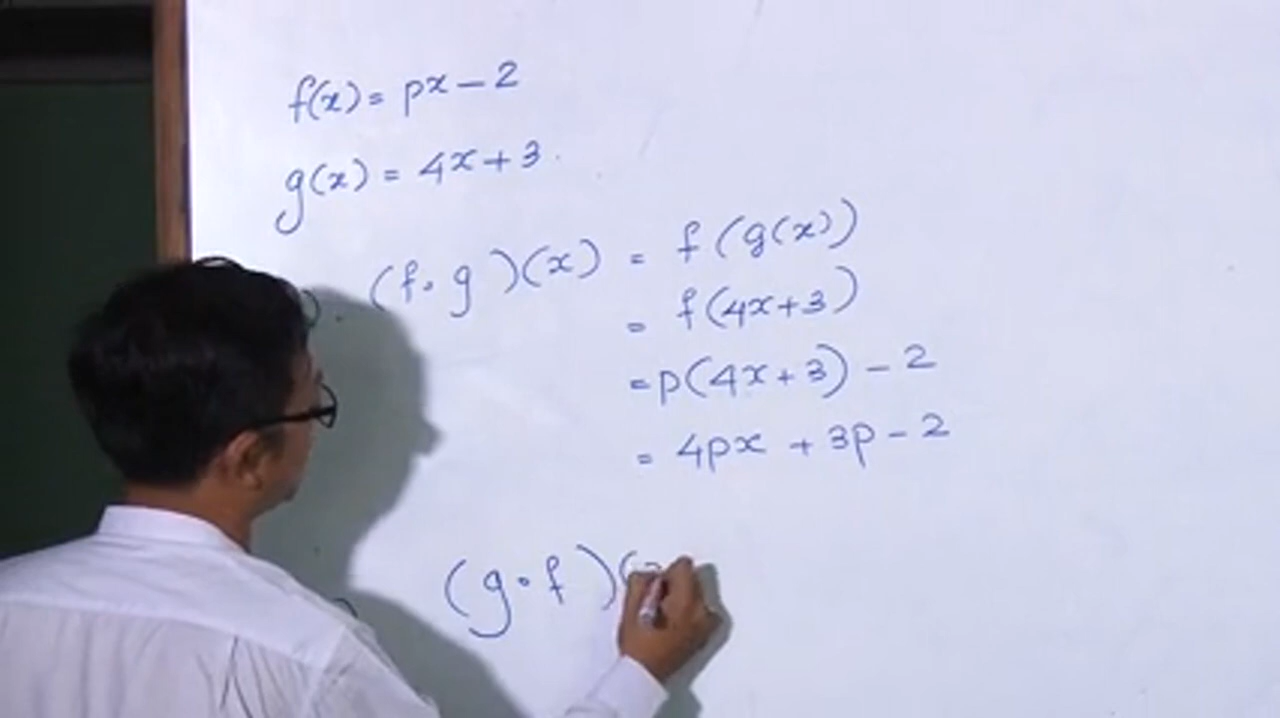 f(x) = px - 2
g(x) = 4x + 3
(f∘g)(x) = f(g(x))
= f(4x+3)
= p(4x+3) - 2
= 4px + 3p - 2
(g∘f)(